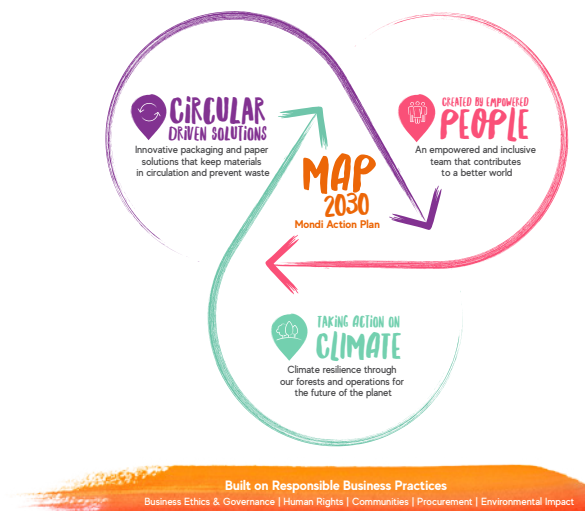 CIRCULAR
DRIVEN SOLUTIONS
Innovative packaging and paper
solutions that keep materials
in circulation and prevent waste
CREATED BY EMPOWERED
PEOPLE
An empowered and inclusive
team that contributes
to a better world
MAP
2030
Mondi Action Plan
TAKING ACTION ON
CLIMATE
Climate resilience through
our forests and operations for
the future of the planet
Built on Responsible Business Practices
Business Ethics & Governance | Human Rights | Communities | Procurement | Environmental Impact